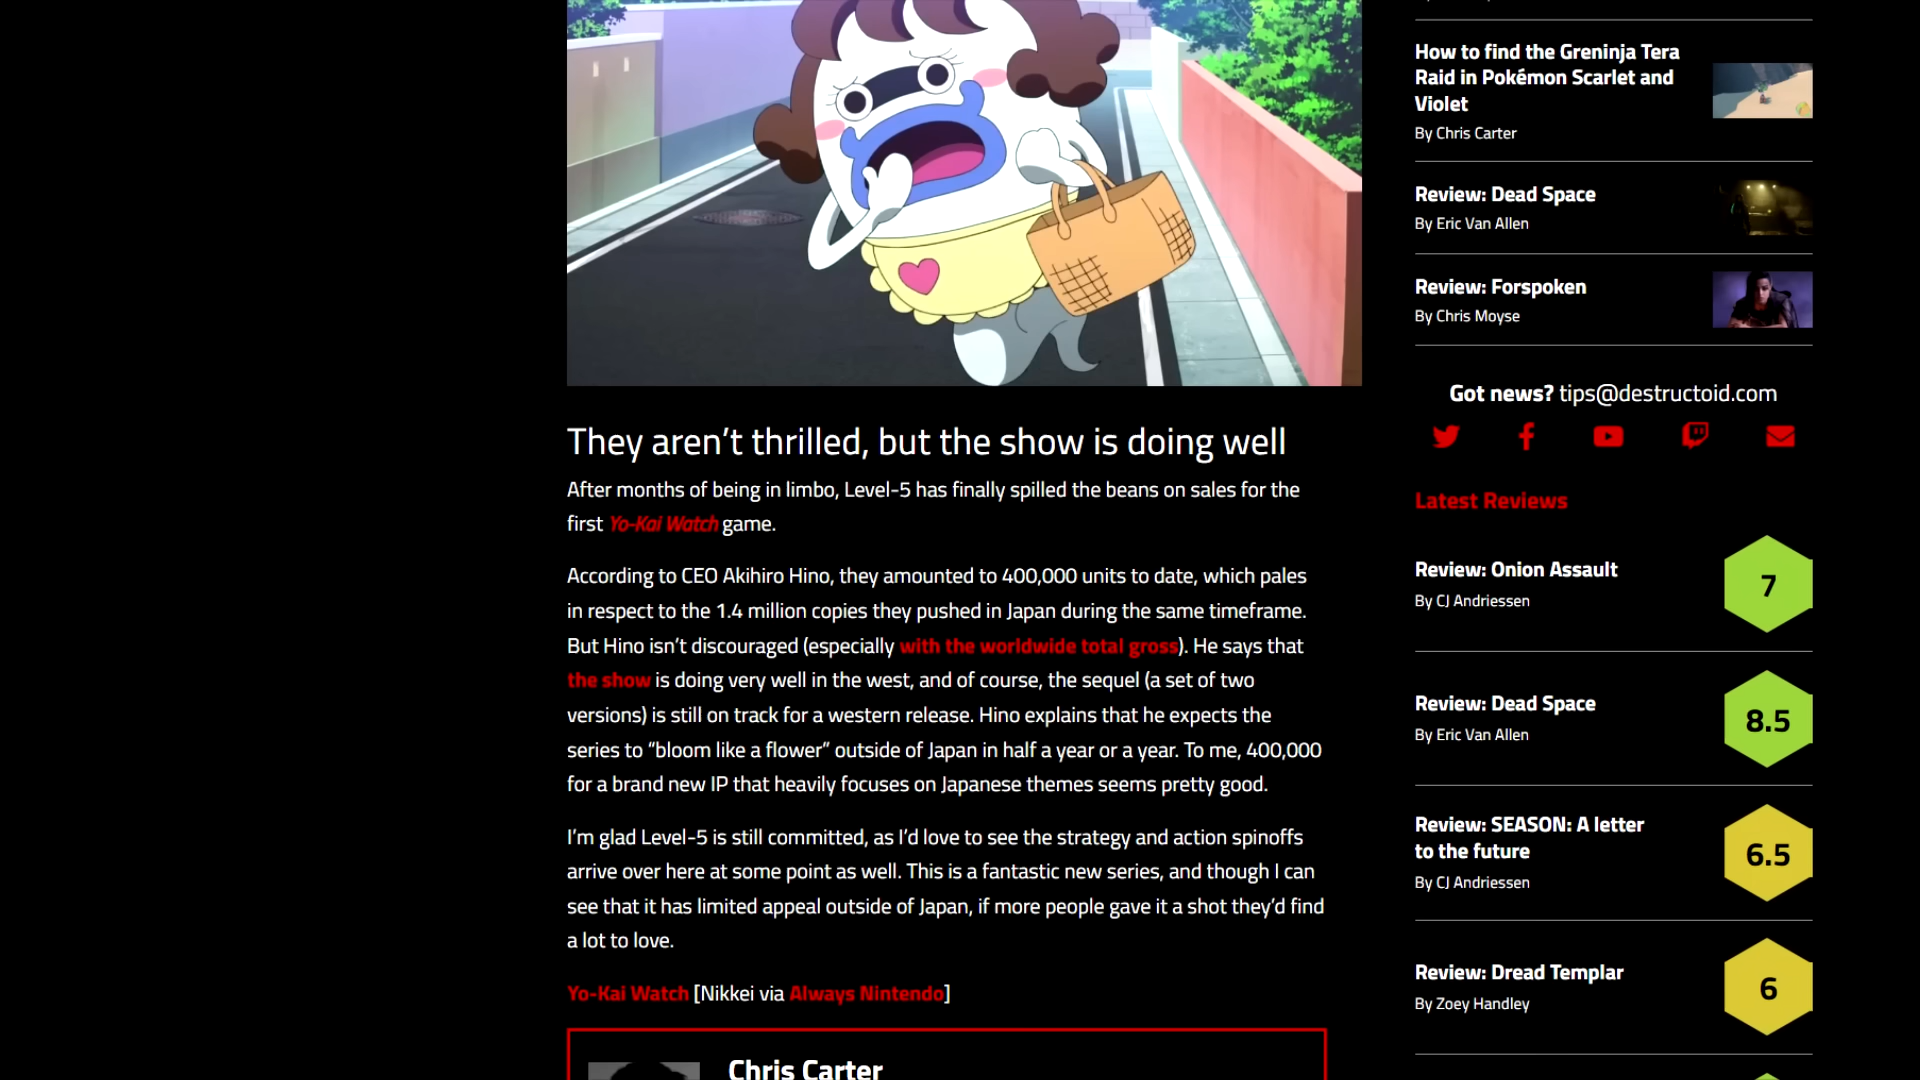 They aren’t thrilled, but the show is doing well
After months of being in limbo, Level-5 has finally spilled the beans on sales for the
first Yo-Kai Watch game.
According to CEO Akihiro Hino, they amounted to 400,000 units to date, which pales
in respect to the 1.4 million copies they pushed in Japan during the same timeframe.
But Hino isn’t discouraged (especially with the worldwide total gross). He says that
the show is doing very well in the west, and of course, the sequel (a set of two
versions) is still on track for a western release. Hino explains that he expects the
series to “bloom like a flower” outside of Japan in half a year or a year. To me, 400,000
for a brand new IP that heavily focuses on Japanese themes seems pretty good.
I’m glad Level-5 is still committed, as I’d love to see the strategy and action spinoffs
arrive over here at some point as well. This is a fantastic new series, and though I can
see that it has limited appeal outside of Japan, if more people gave it a shot they’d find
a lot to love.
Yo-Kai Watch [Nikkei via Always Nintendo]
Chris Carter
How to find the Greninja Tera
Raid in Pokémon Scarlet and
Violet
By Chris Carter
Review: Dead Space
By Eric Van Allen
Review: Forspoken
By Chris Moyse
Got news? tips@destructoid.com
Latest Reviews
Review: Onion Assault
By CJ Andriessen
7
Review: Dead Space
By Eric Van Allen
8.5
Review: SEASON: A letter
to the future
By CJ Andriessen
6.5
Review: Dread Templar
By Zoey Handley
6